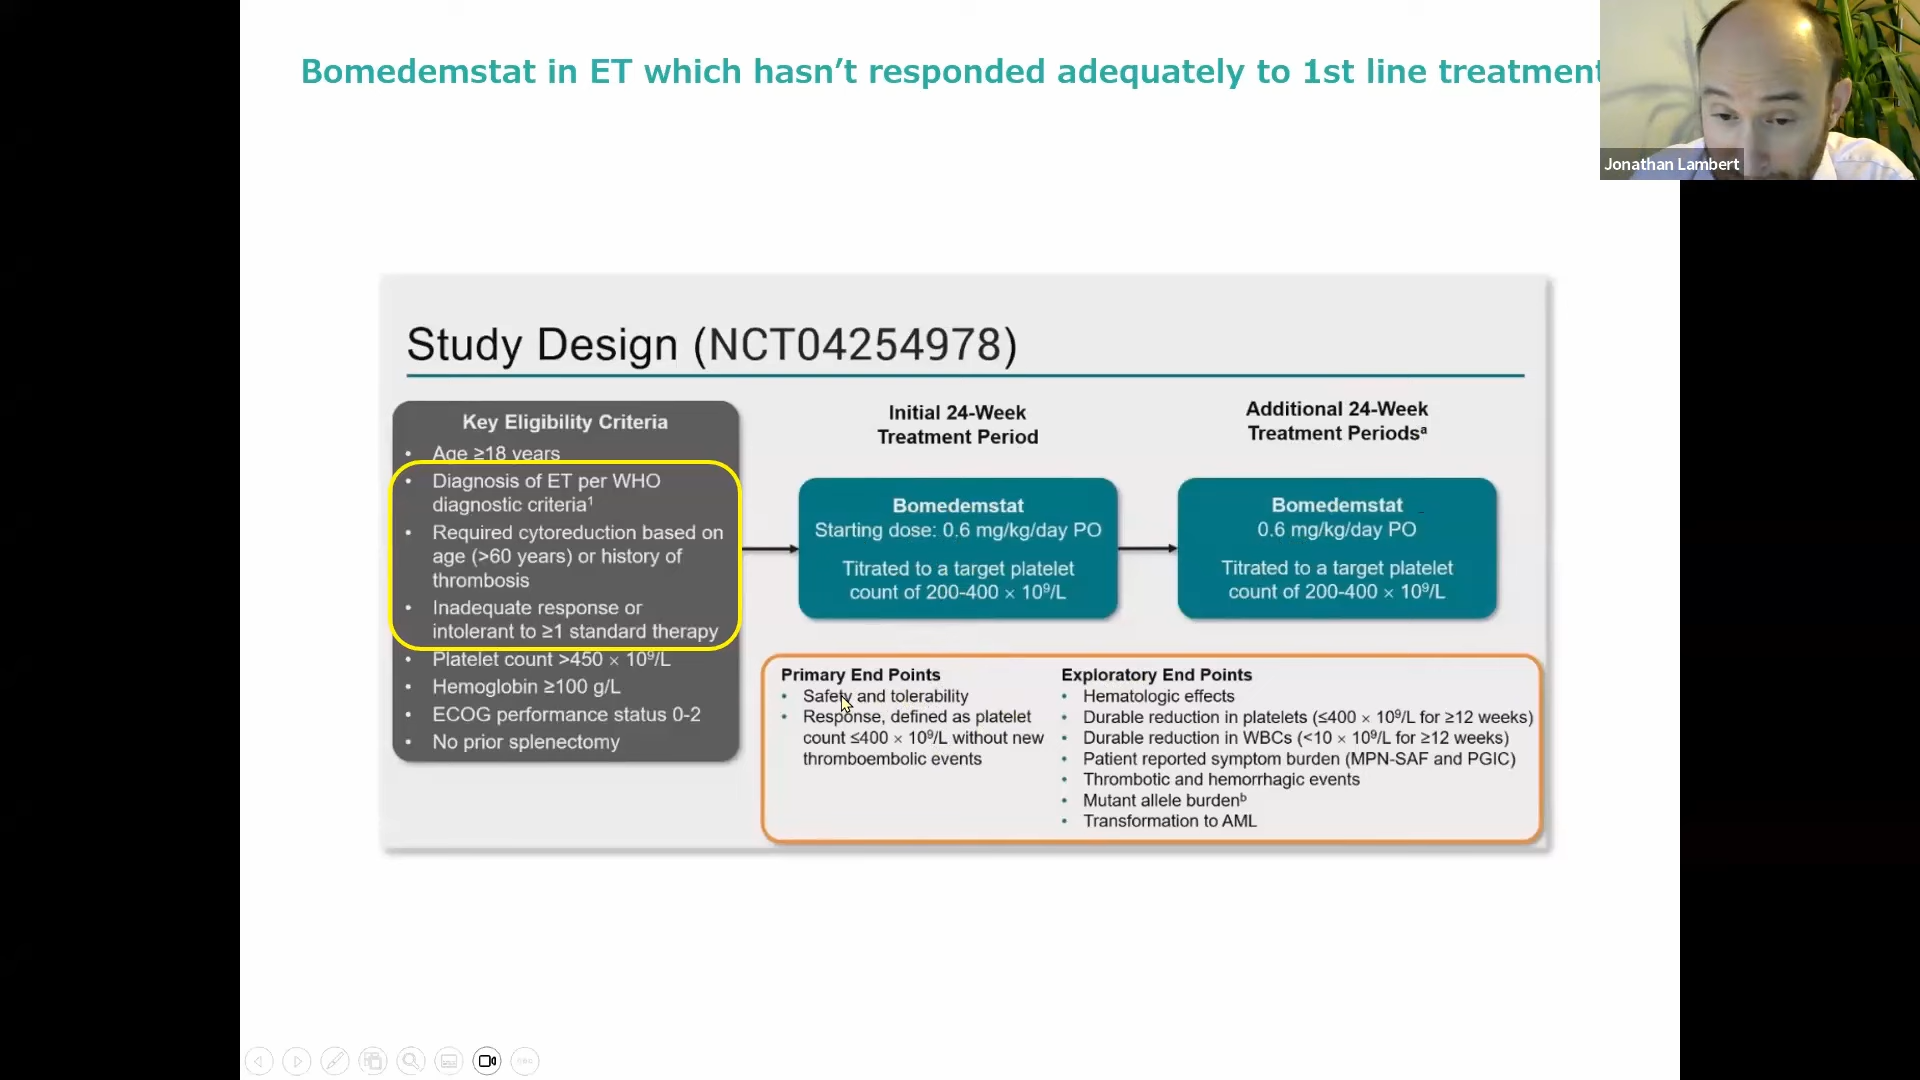 Bomedemstat in ET which hasn’t responded adequately to 1st line treatment
Jonathan Lambert
Study Design (NCT04254978)
Key Eligibility Criteria
• Age ≥18 years
• Diagnosis of ET per WHO
diagnostic criteria¹
• Required cytoreduction based on
age (>60 years) or history of
thrombosis
• Inadequate response or
intolerant to ≥1 standard therapy
• Platelet count >450 × 10⁹/L
• Hemoglobin ≥100 g/L
• ECOG performance status 0-2
• No prior splenectomy
Initial 24-Week
Treatment Period
Bomedemstat
Starting dose: 0.6 mg/kg/day PO
Titrated to a target platelet
count of 200-400 × 10⁹/L
Additional 24-Week
Treatment Periodsᵃ
Bomedemstat
0.6 mg/kg/day PO
Titrated to a target platelet
count of 200-400 × 10⁹/L
Primary End Points
• Safety and tolerability
• Response, defined as platelet
count ≤400 × 10⁹/L without new
thromboembolic events
Exploratory End Points
• Hematologic effects
• Durable reduction in platelets (≤400 × 10⁹/L for ≥12 weeks)
• Durable reduction in WBCs (<10 × 10⁹/L for ≥12 weeks)
• Patient reported symptom burden (MPN-SAF and PGIC)
• Thrombotic and hemorrhagic events
• Mutant allele burdenᵇ
• Transformation to AML